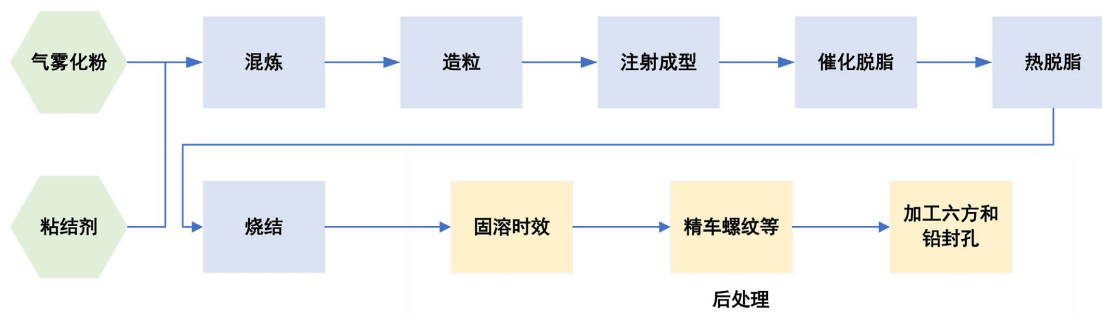 气雾化粉
混炼
造粒
注射成型
催化脱脂
热脱脂
粘结剂
烧结
固溶时效
精车螺纹等
加工六方和
铅封孔
后处理